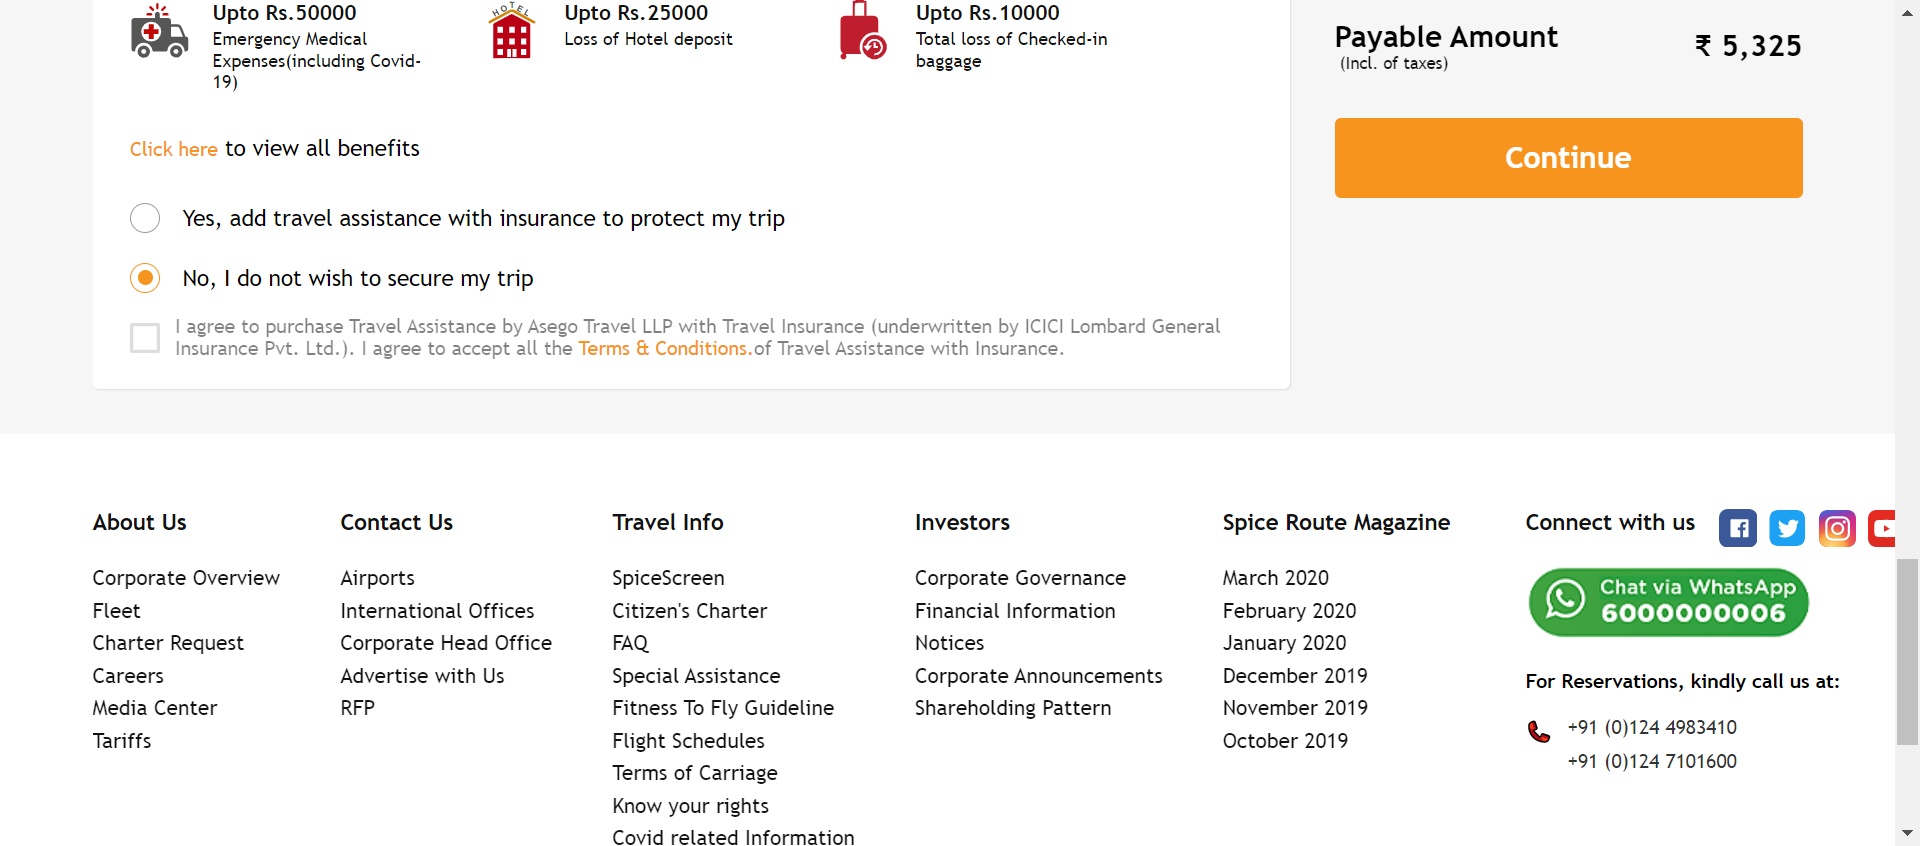 Upto Rs.50000
Emergency Medical
Expenses(including Covid-
19)
HOTEL
Upto Rs.25000
Loss of Hotel deposit
Upto Rs.10000
Total loss of Checked-in
baggage
Payable Amount
(Incl. of taxes)
₹ 5,325
Continue
Click here to view all benefits
Yes, add travel assistance with insurance to protect my trip
No, I do not wish to secure my trip
I agree to purchase Travel Assistance by Asego Travel LLP with Travel Insurance (underwritten by ICICI Lombard General
Insurance Pvt. Ltd.). I agree to accept all the Terms & Conditions.of Travel Assistance with Insurance.
About Us
Corporate Overview
Fleet
Charter Request
Careers
Media Center
Tariffs
Contact Us
Airports
International Offices
Corporate Head Office
Advertise with Us
RFP
Travel Info
SpiceScreen
Citizen's Charter
FAQ
Special Assistance
Fitness To Fly Guideline
Flight Schedules
Terms of Carriage
Know your rights
Covid related Information
Investors
Corporate Governance
Financial Information
Notices
Corporate Announcements
Shareholding Pattern
Spice Route Magazine
March 2020
February 2020
January 2020
December 2019
November 2019
October 2019
Connect with us
Chat via WhatsApp
6000000006
For Reservations, kindly call us at:
+91 (0)124 4983410
+91 (0)124 7101600